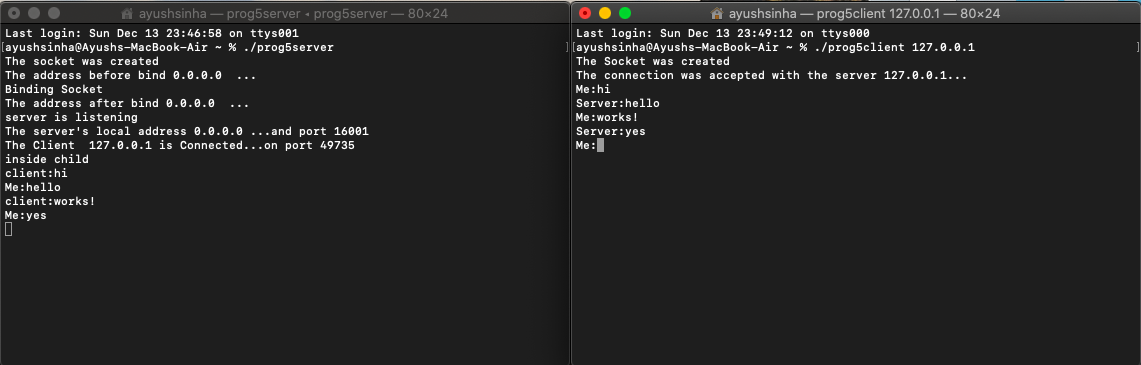 ayushsinha — prog5server • prog5server — 80×24
Last login: Sun Dec 13 23:46:58 on ttys001
[ayushsinha@Ayushs-MacBook-Air ~ % ./prog5server ]
The socket was created
The address before bind 0.0.0.0  ...
Binding Socket
The address after bind 0.0.0.0  ...
server is listening
The server's local address 0.0.0.0 ...and port 16001
The Client  127.0.0.1 is Connected...on port 49735
inside child
client:hi
Me:hello
client:works!
Me:yes
ayushsinha — prog5client 127.0.0.1 — 80×24
Last login: Sun Dec 13 23:49:12 on ttys000
[ayushsinha@Ayushs-MacBook-Air ~ % ./prog5client 127.0.0.1 ]
The Socket was created
The connection was accepted with the server 127.0.0.1...
Me:hi
Server:hello
Me:works!
Server:yes
Me: